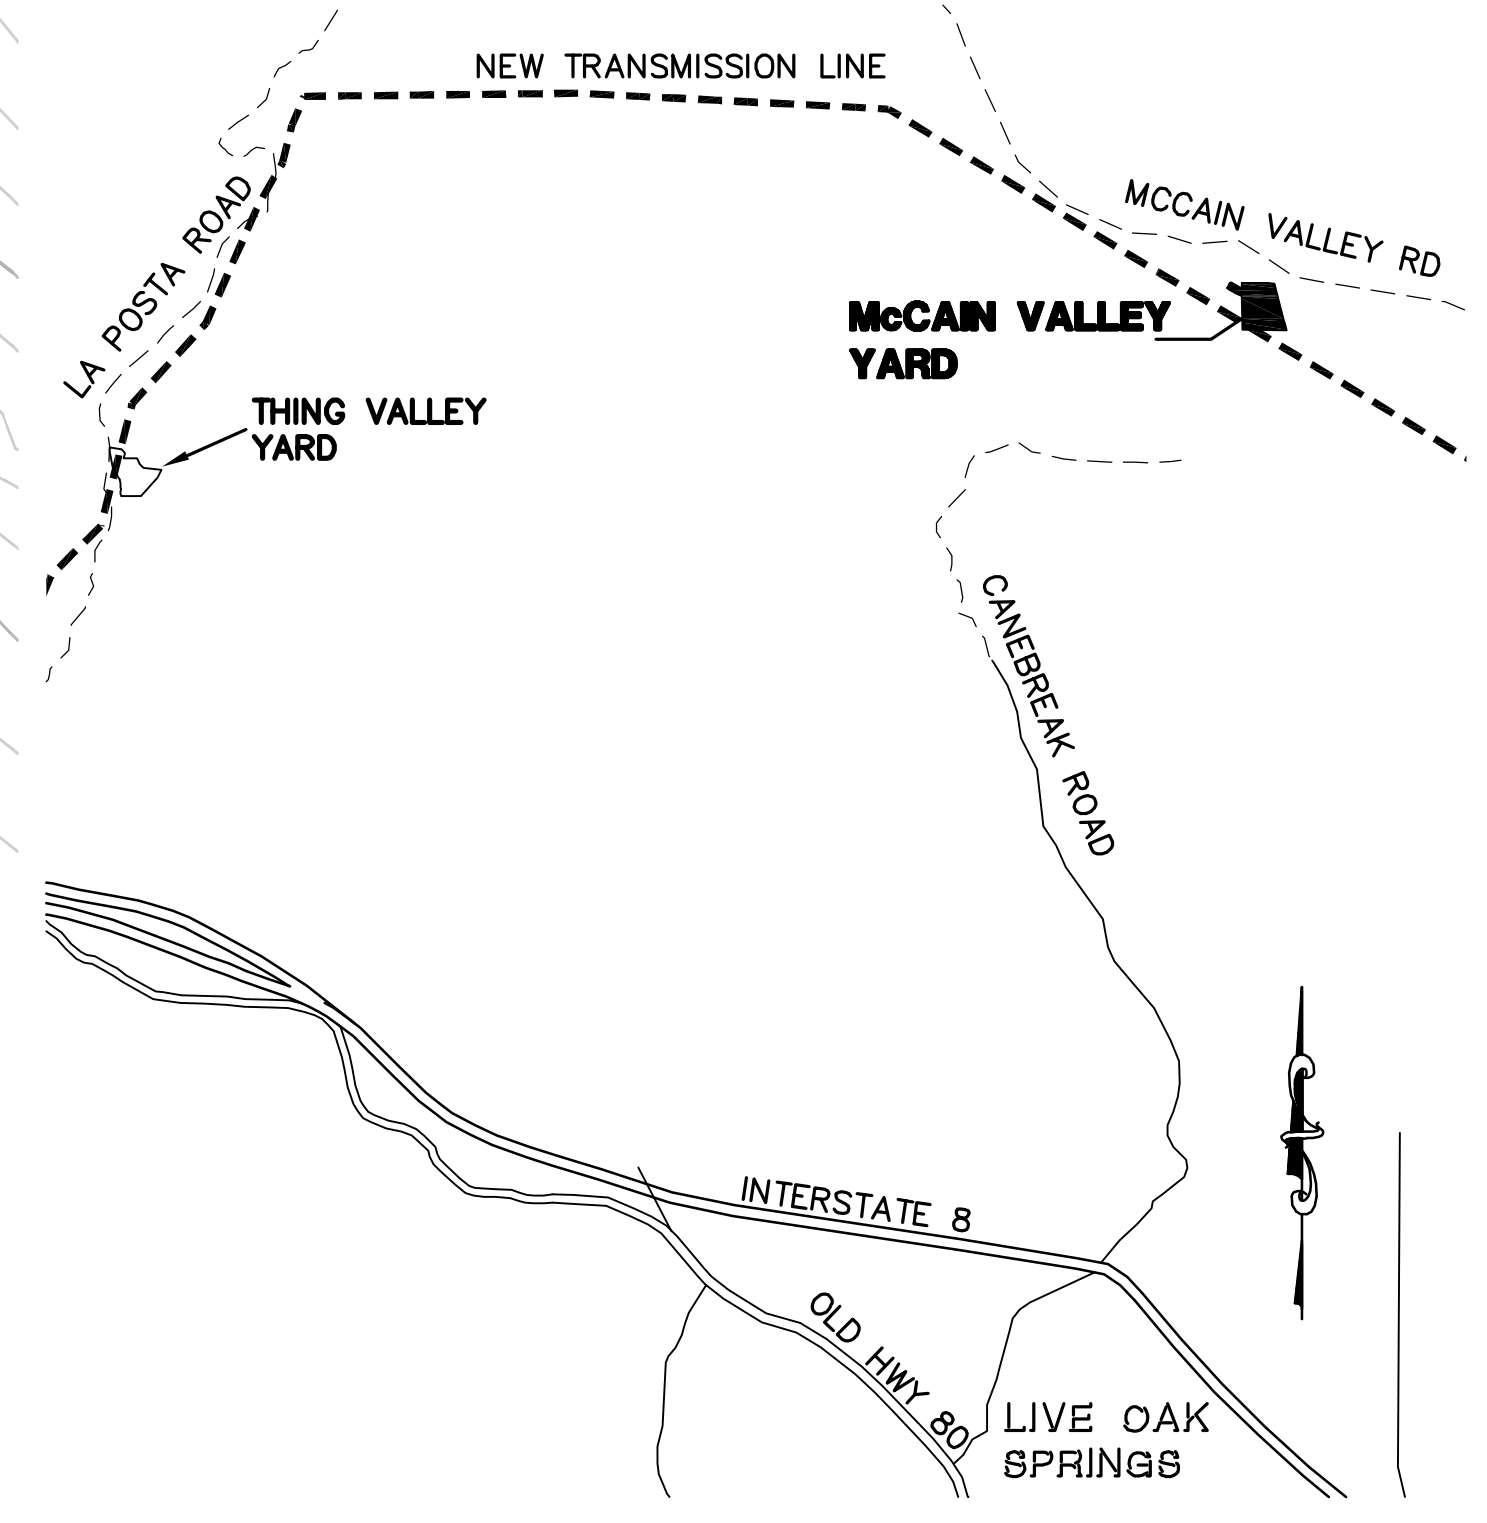 NEW TRANSMISSION LINE
LA POSTA ROAD
MCCAIN VALLEY RD
McCAIN VALLEY
YARD
THING VALLEY
YARD
CANEBREAK ROAD
INTERSTATE 8
OLD HWY 80
LIVE OAK
SPRINGS